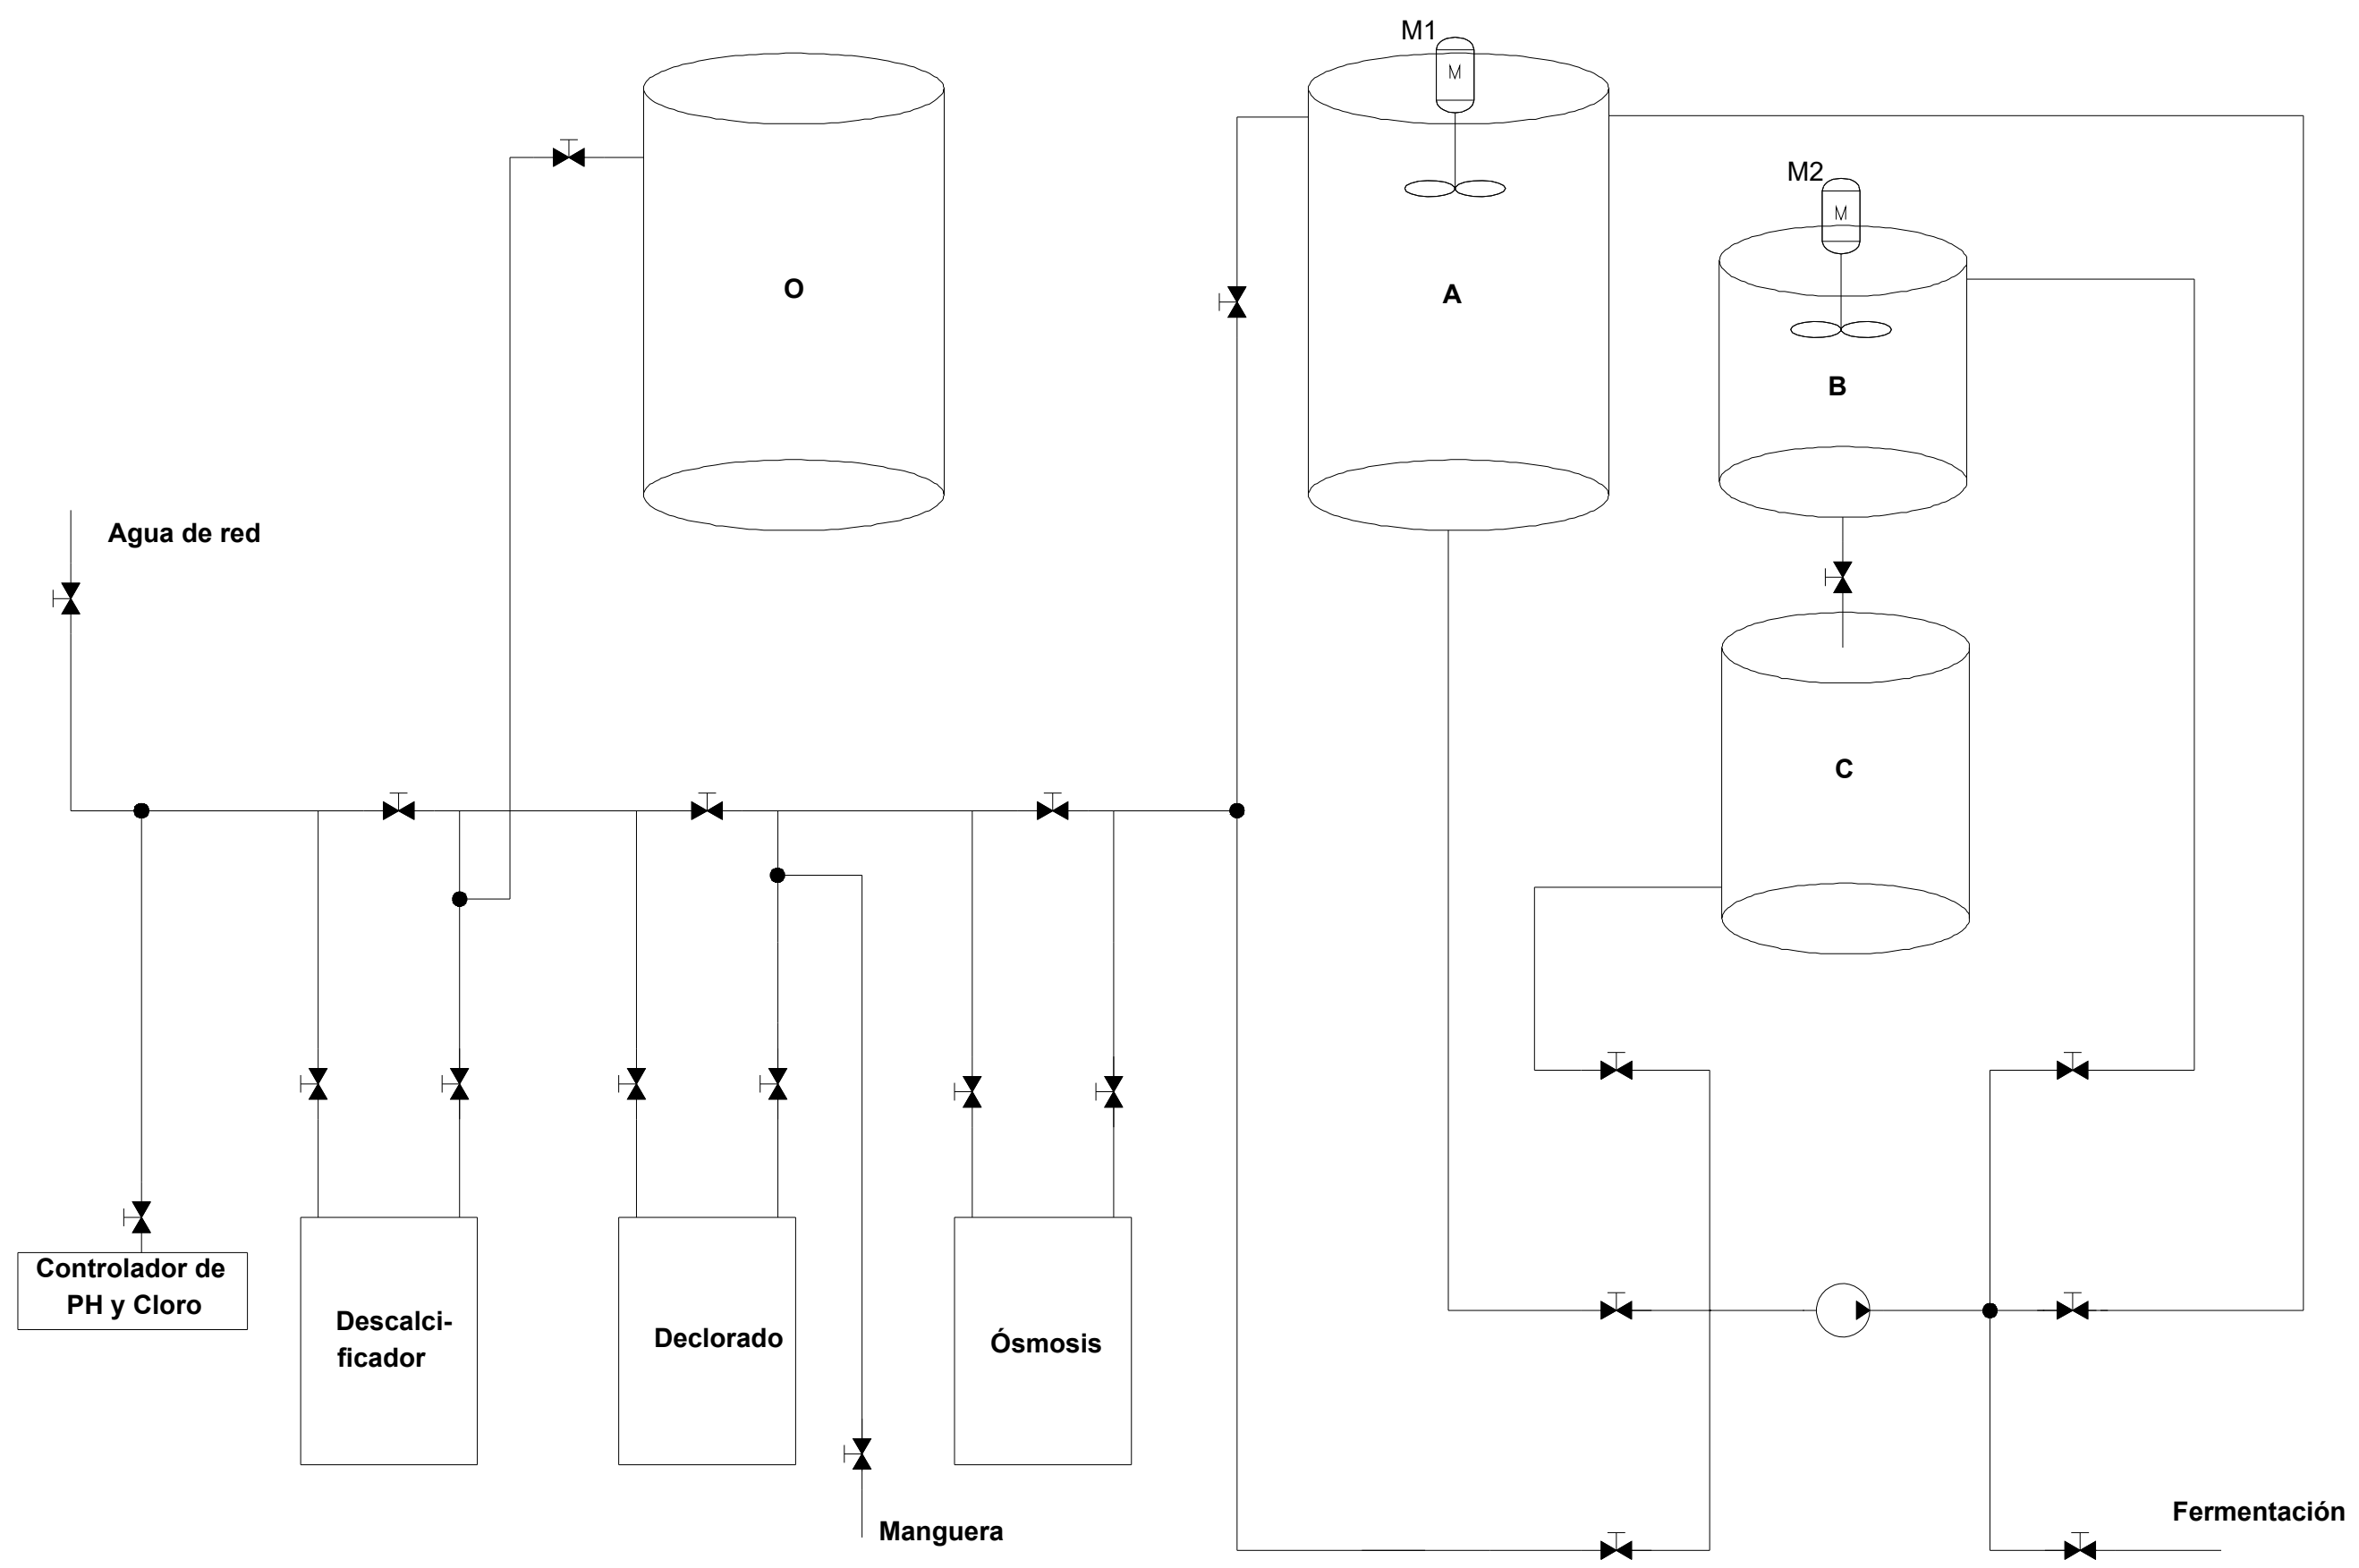 M1
M
M2
M
O
A
B
Agua de red
C
Controlador de
PH y Cloro
Descalci-
ficador
Declorado
Ósmosis
Manguera
Fermentación